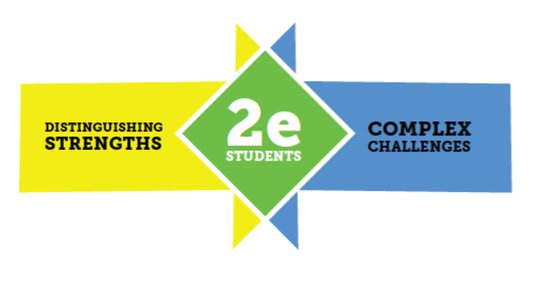 DISTINGUISHING
STRENGTHS
2e
STUDENTS
COMPLEX
CHALLENGES